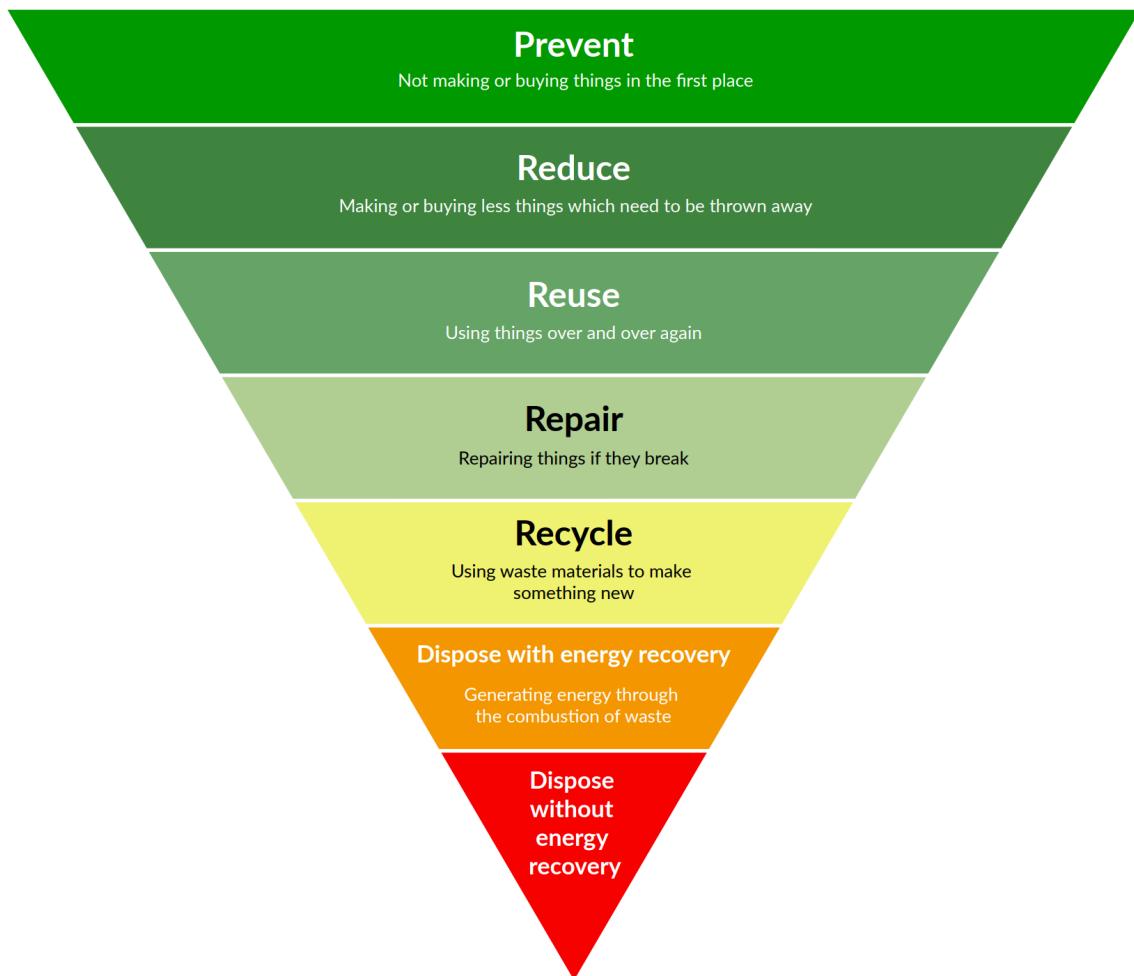 Prevent
Not making or buying things in the first place
Reduce
Making or buying less things which need to be thrown away
Reuse
Using things over and over again
Repair
Repairing things if they break
Recycle
Using waste materials to make
something new
Dispose with energy recovery
Generating energy through
the combustion of waste
Dispose
without
energy
recovery